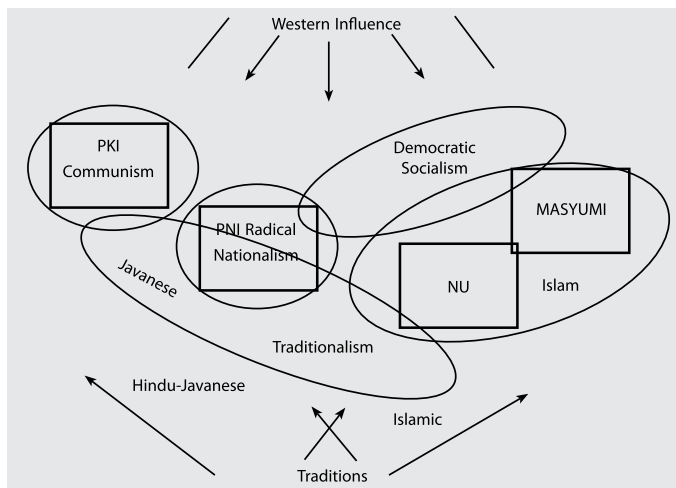 Western Influence
PKI
Communism
Democratic
Socialism
MASYUMI
PNI Radical
Nationalism
Javanese
NU
Islam
Traditionalism
Hindu-Javanese
Islamic
Traditions